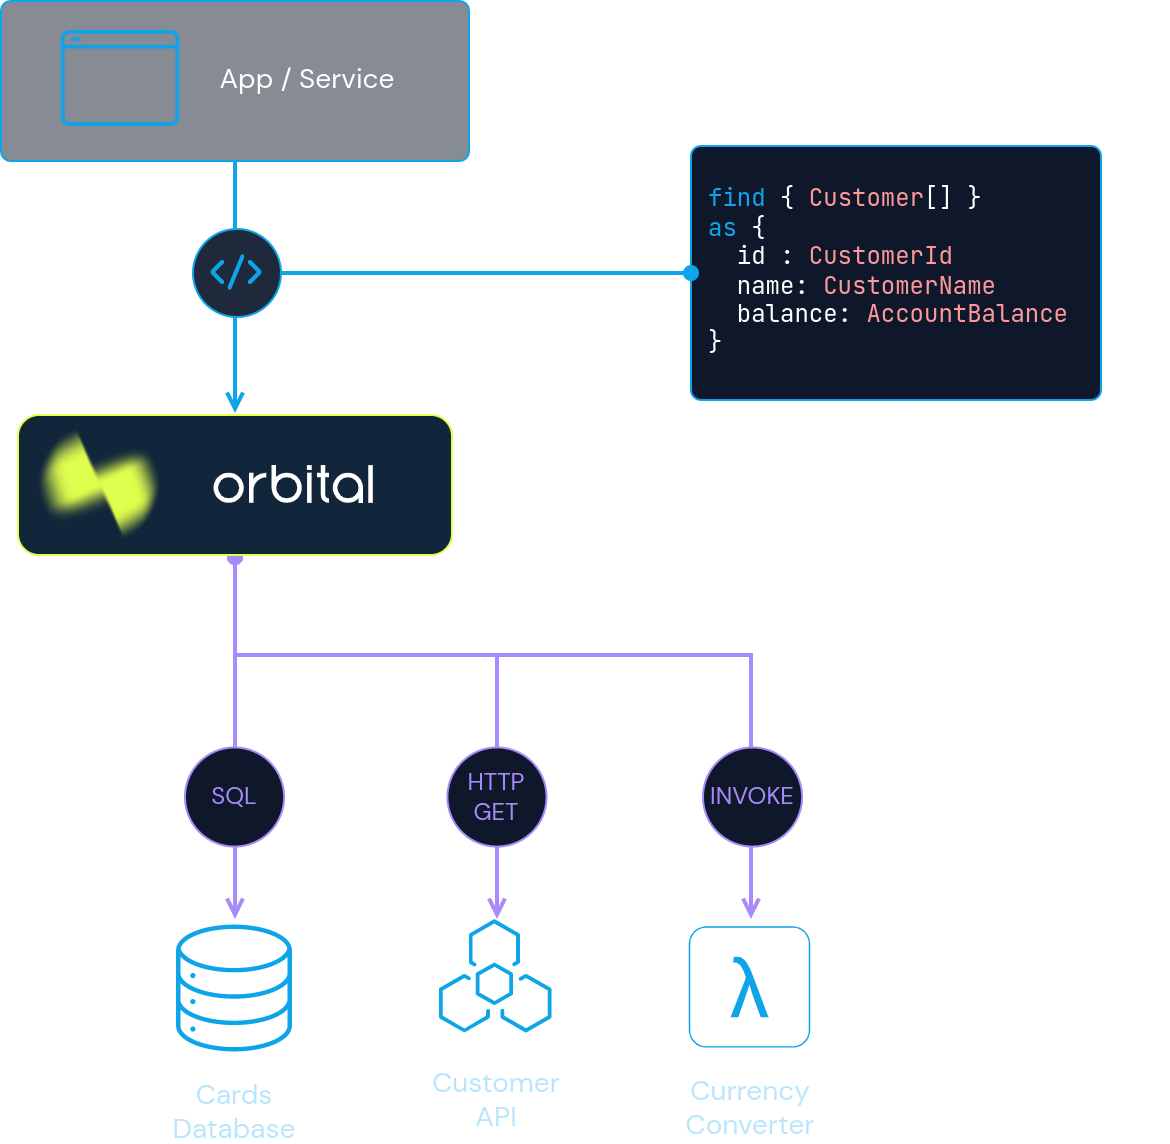 App / Service
</>
find { Customer[] }
as {
  id : CustomerId
  name: CustomerName
  balance: AccountBalance
}
orbital
SQL
HTTP
GET
INVOKE
λ
Cards
Database
Customer
API
Currency
Converter